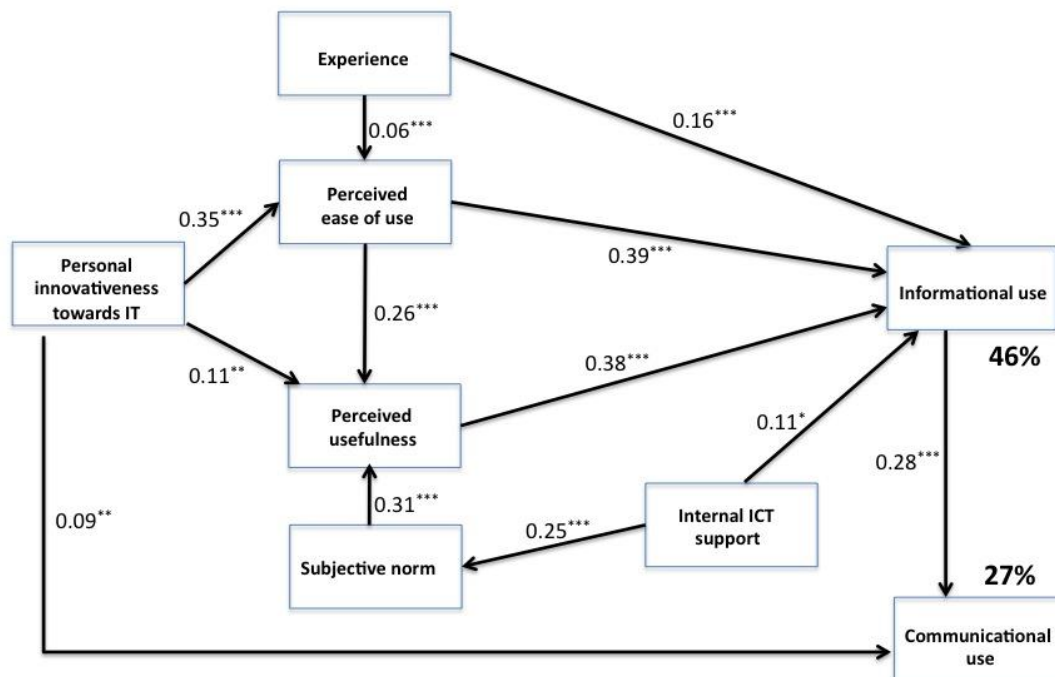 Experience
0.06***
0.16***
Perceived
ease of use
0.35***
0.39***
Personal
innovativeness
towards IT
Informational use
0.26***
46%
0.11**
0.38***
Perceived
usefulness
0.11*
0.28***
0.31***
Internal ICT
support
0.09**
0.25***
Subjective norm
27%
Communicational
use